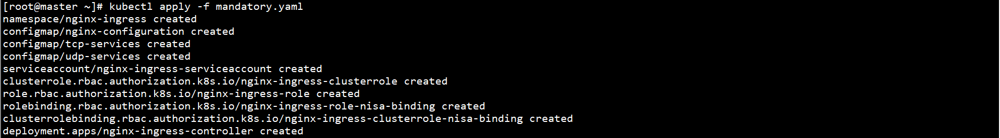 [root@master ~]# kubectl apply -f mandatory.yaml
namespace/nginx-ingress created
configmap/nginx-configuration created
configmap/tcp-services created
configmap/udp-services created
serviceaccount/nginx-ingress-serviceaccount created
clusterrole.rbac.authorization.k8s.io/nginx-ingress-clusterrole created
role.rbac.authorization.k8s.io/nginx-ingress-role created
rolebinding.rbac.authorization.k8s.io/nginx-ingress-role-nisa-binding created
clusterrolebinding.rbac.authorization.k8s.io/nginx-ingress-clusterrole-nisa-binding created
deployment.apps/nginx-ingress-controller created